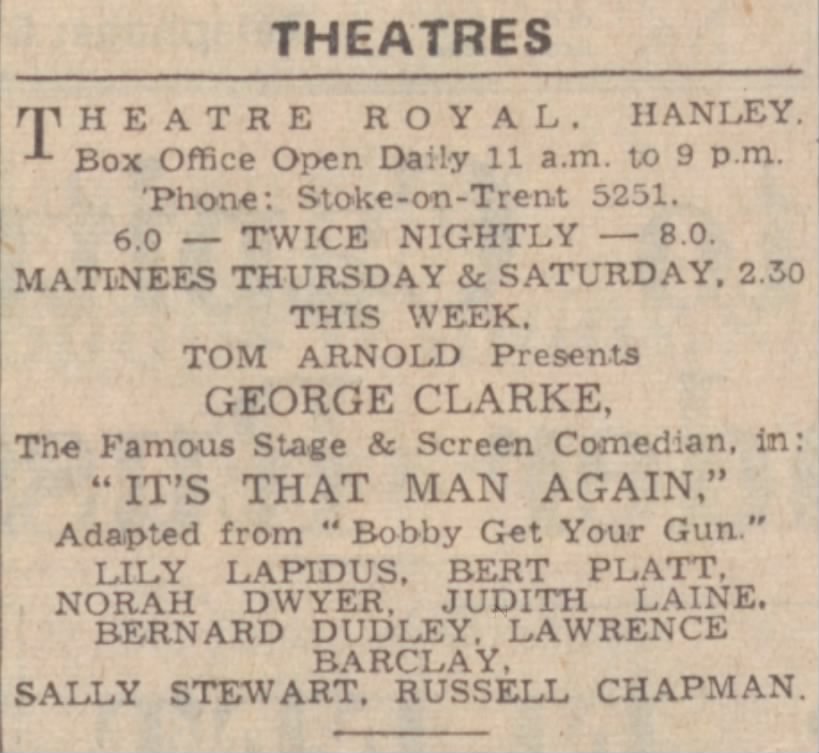 THEATRES
THEATRE ROYAL, HANLEY.
Box Office Open Daily 11 a.m. to 9 p.m.
'Phone: Stoke-on-Trent 5251.
6.0 — TWICE NIGHTLY — 8.0.
MATINEES THURSDAY & SATURDAY, 2.30
THIS WEEK,
TOM ARNOLD Presents
GEORGE CLARKE,
The Famous Stage & Screen Comedian, in:
"IT'S THAT MAN AGAIN,"
Adapted from "Bobby Get Your Gun."
LILY LAPIDUS, BERT PLATT,
NORAH DWYER, JUDITH LAINE,
BERNARD DUDLEY, LAWRENCE
BARCLAY,
SALLY STEWART, RUSSELL CHAPMAN.